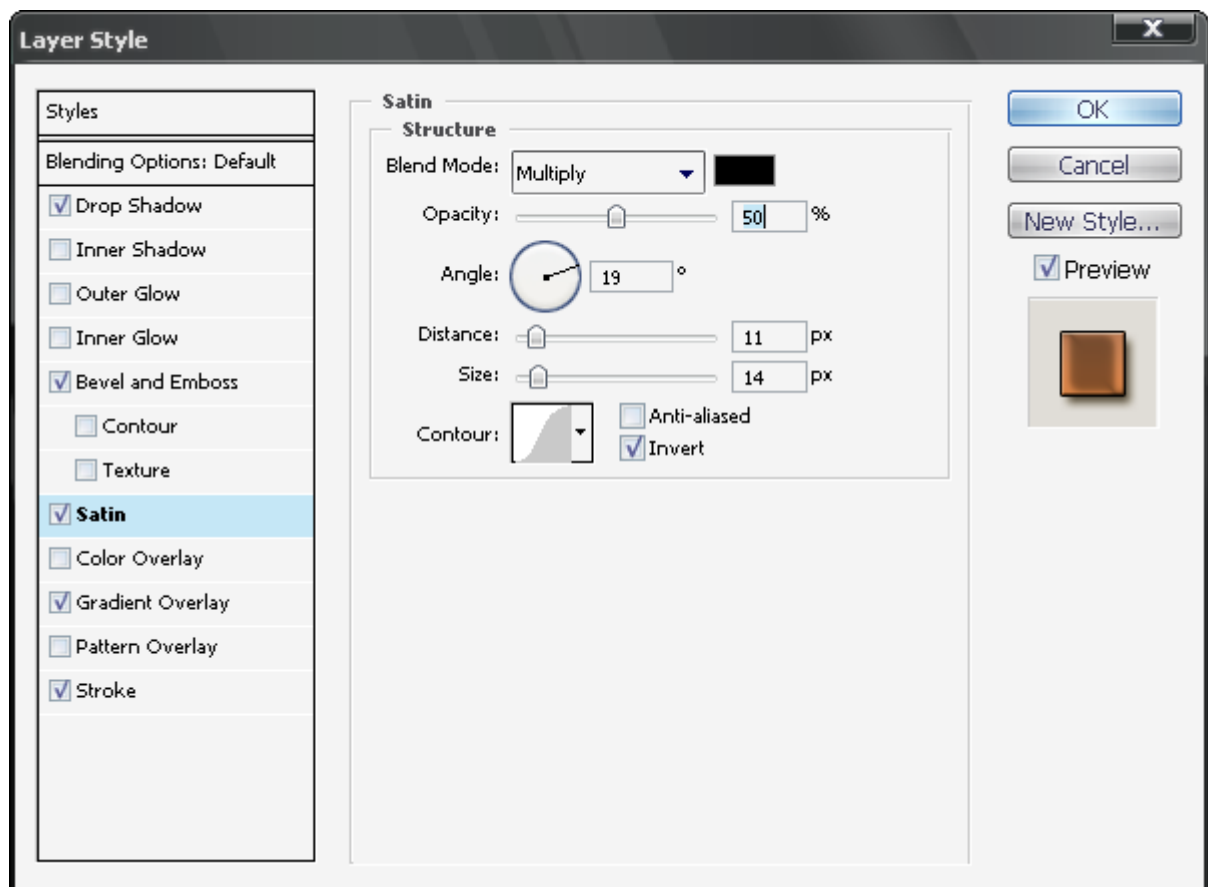 Layer Style
X
Styles
Blending Options: Default
Drop Shadow
Inner Shadow
Outer Glow
Inner Glow
Bevel and Emboss
Contour
Texture
Satin
Color Overlay
Gradient Overlay
Pattern Overlay
Stroke
Satin
Structure
Blend Mode: Multiply
Opacity: 50 %
Angle: 19 °
Distance: 11 px
Size: 14 px
Contour:
Anti-aliased
Invert
OK
Cancel
New Style...
Preview